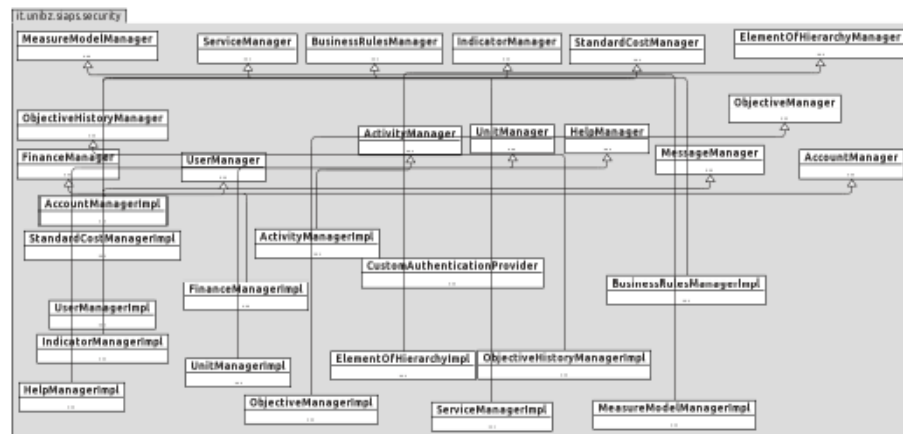 it.unibz.siaps.security
MeasureModelManager
ServiceManager
BusinessRulesManager
IndicatorManager
StandardCostManager
ElementOfHierarchyManager
ObjectiveHistoryManager
ActivityManager
UnitManager
HelpManager
ObjectiveManager
FinanceManager
UserManager
MessageManager
AccountManager
AccountManagerImpl
StandardCostManagerImpl
ActivityManagerImpl
CustomAuthenticationProvider
FinanceManagerImpl
BusinessRulesManagerImpl
UserManagerImpl
IndicatorManagerImpl
UnitManagerImpl
ElementOfHierarchyImpl
ObjectiveHistoryManagerImpl
HelpManagerImpl
ObjectiveManagerImpl
ServiceManagerImpl
MeasureModelManagerImpl